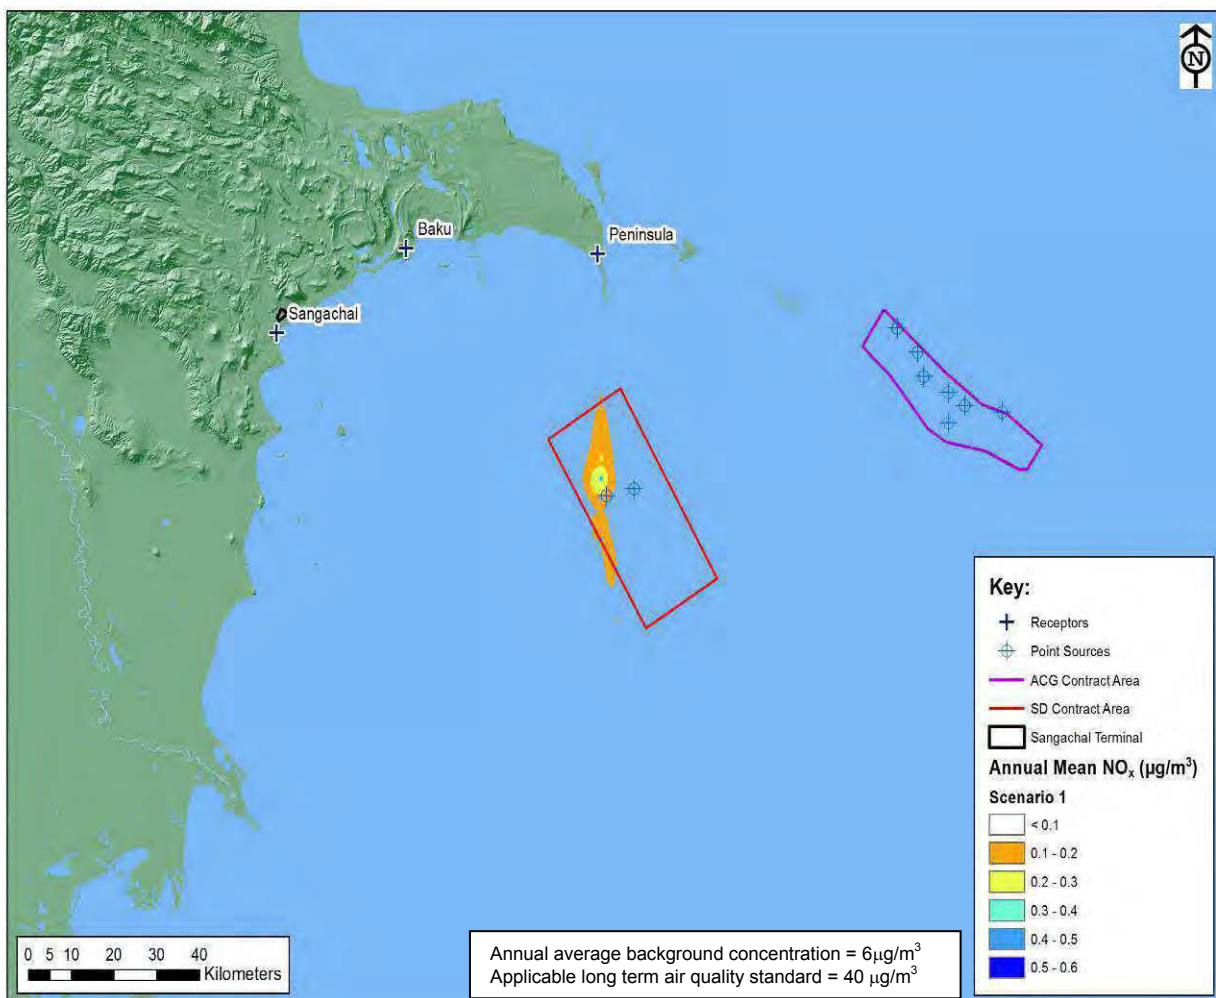 N
Baku
Peninsula
Sangachal
Key:
Receptors
Point Sources
ACG Contract Area
SD Contract Area
Sangachal Terminal
Annual Mean NOₓ (µg/m³)
Scenario 1
< 0.1
0.1 - 0.2
0.2 - 0.3
0.3 - 0.4
0.4 - 0.5
0.5 - 0.6
0 5 10 20 30 40
Kilometers
Annual average background concentration = 6µg/m³
Applicable long term air quality standard = 40 µg/m³